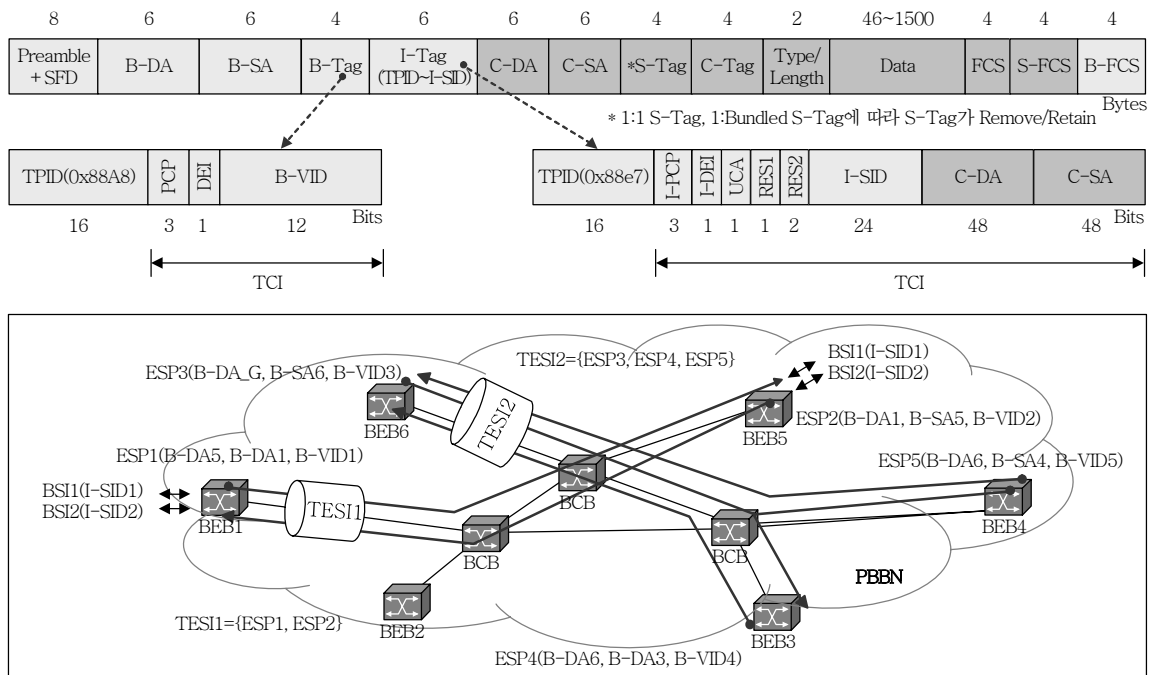 8 6 6 4 6 6 6 4 4 2 46~1500 4 4 4
Preamble + SFD B-DA B-SA B-Tag I-Tag (TPID~I-SID) C-DA C-SA *S-Tag C-Tag Type/Length Data FCS S-FCS B-FCS
Bytes
* 1:1 S-Tag, 1:Bundled S-Tag에 따라 S-Tag가 Remove/Retain
TPID(0x88A8) PCP DEI B-VID
Bits
16 3 1 12
TCI
TPID(0x88e7) I-PCP I-DEI UCA RES1 RES2 I-SID C-DA C-SA
Bits
16 3 1 1 1 2 24 48 48
TCI
TESI2={ESP3, ESP4, ESP5}
BSI1(I-SID1)
BSI2(I-SID2)
ESP3(B-DA_G, B-SA6, B-VID3)
BEB6
TESI2
BEB5
ESP2(B-DA1, B-SA5, B-VID2)
ESP1(B-DA5, B-DA1, B-VID1)
ESP5(B-DA6, B-SA4, B-VID5)
BSI1(I-SID1)
BSI2(I-SID2)
BEB1
TESI1
BCB
BCB
BCB
BEB4
PBBN
BEB2
TESI1={ESP1, ESP2}
BEB3
ESP4(B-DA6, B-DA3, B-VID4)